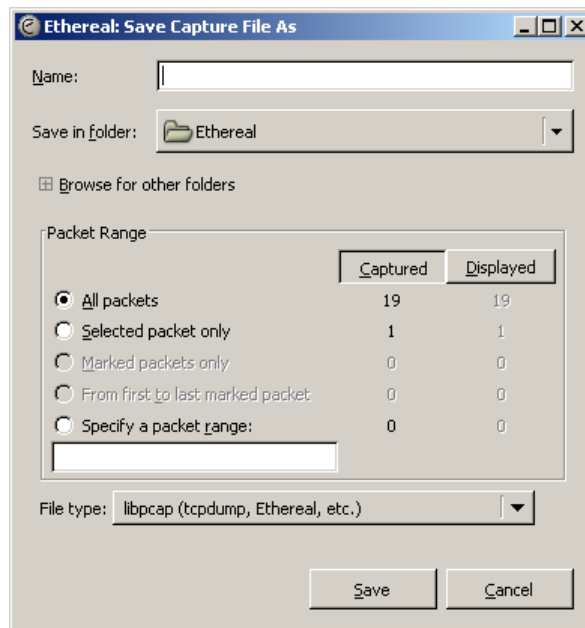 Ethereal: Save Capture File As
Name:
Save in folder: Ethereal
Browse for other folders
Packet Range
Captured Displayed
All packets 19 19
Selected packet only 1 1
Marked packets only 0 0
From first to last marked packet 0 0
Specify a packet range: 0 0
File type: libpcap (tcpdump, Ethereal, etc.)
Save Cancel